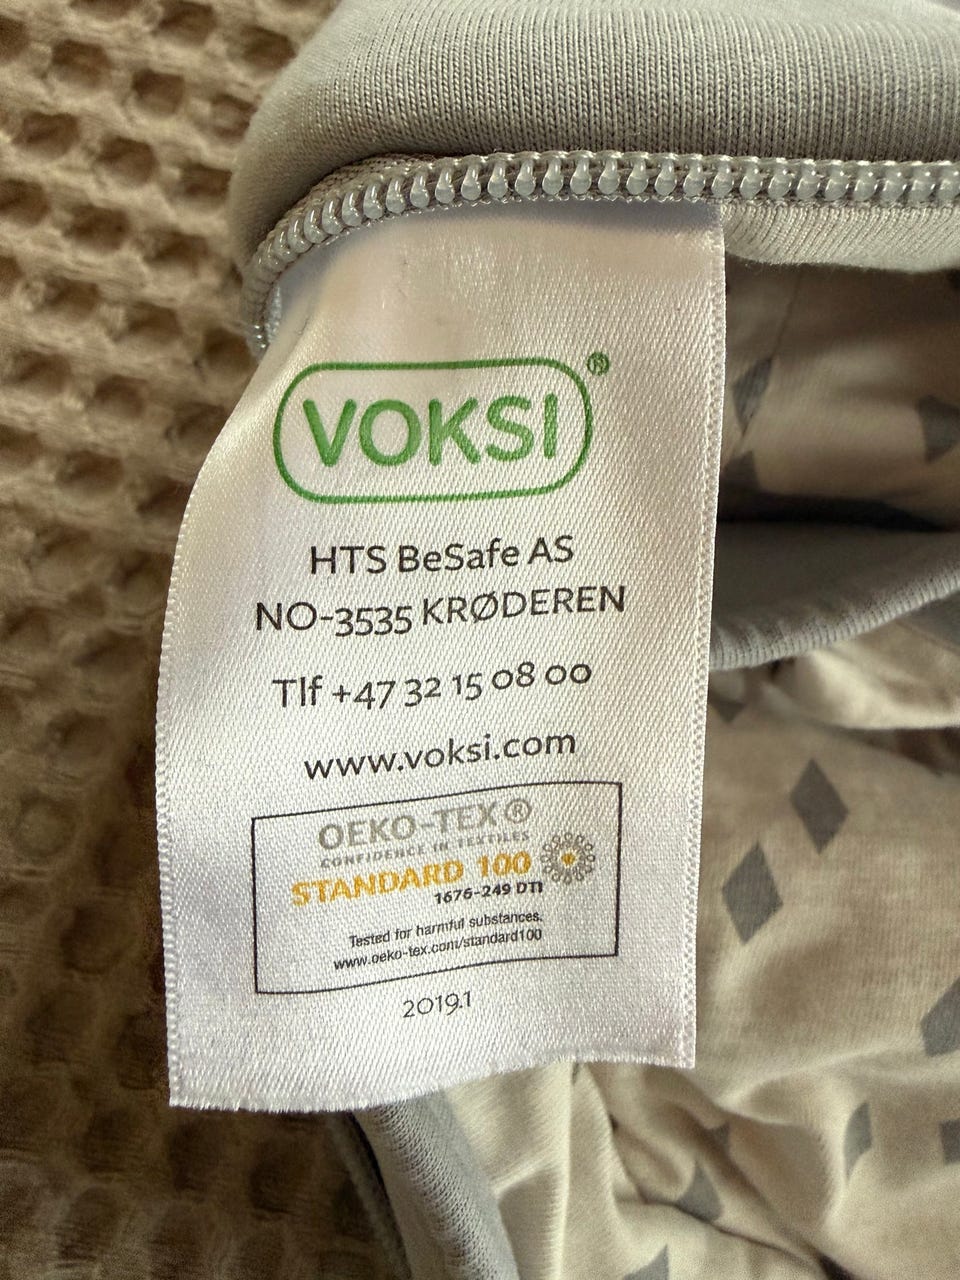 VOKSI®
HTS BeSafe AS
NO-3535 KRØDEREN
Tlf +47 32 15 08 00
www.voksi.com
OEKO-TEX®
CONFIDENCE IN TEXTILES
STANDARD 100
1676-249 DTI
Tested for harmful substances.
www.oeko-tex.com/standard100
2019.1